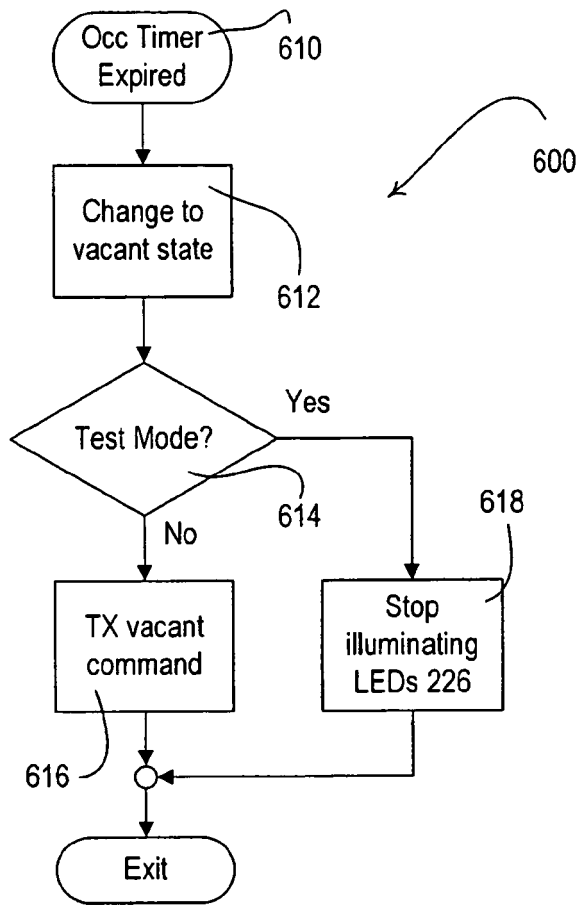 Occ Timer
Expired
610
600
Change to
vacant state
612
Test Mode?
Yes
614
No
618
TX vacant
command
Stop
illuminating
LEDs 226
616
Exit